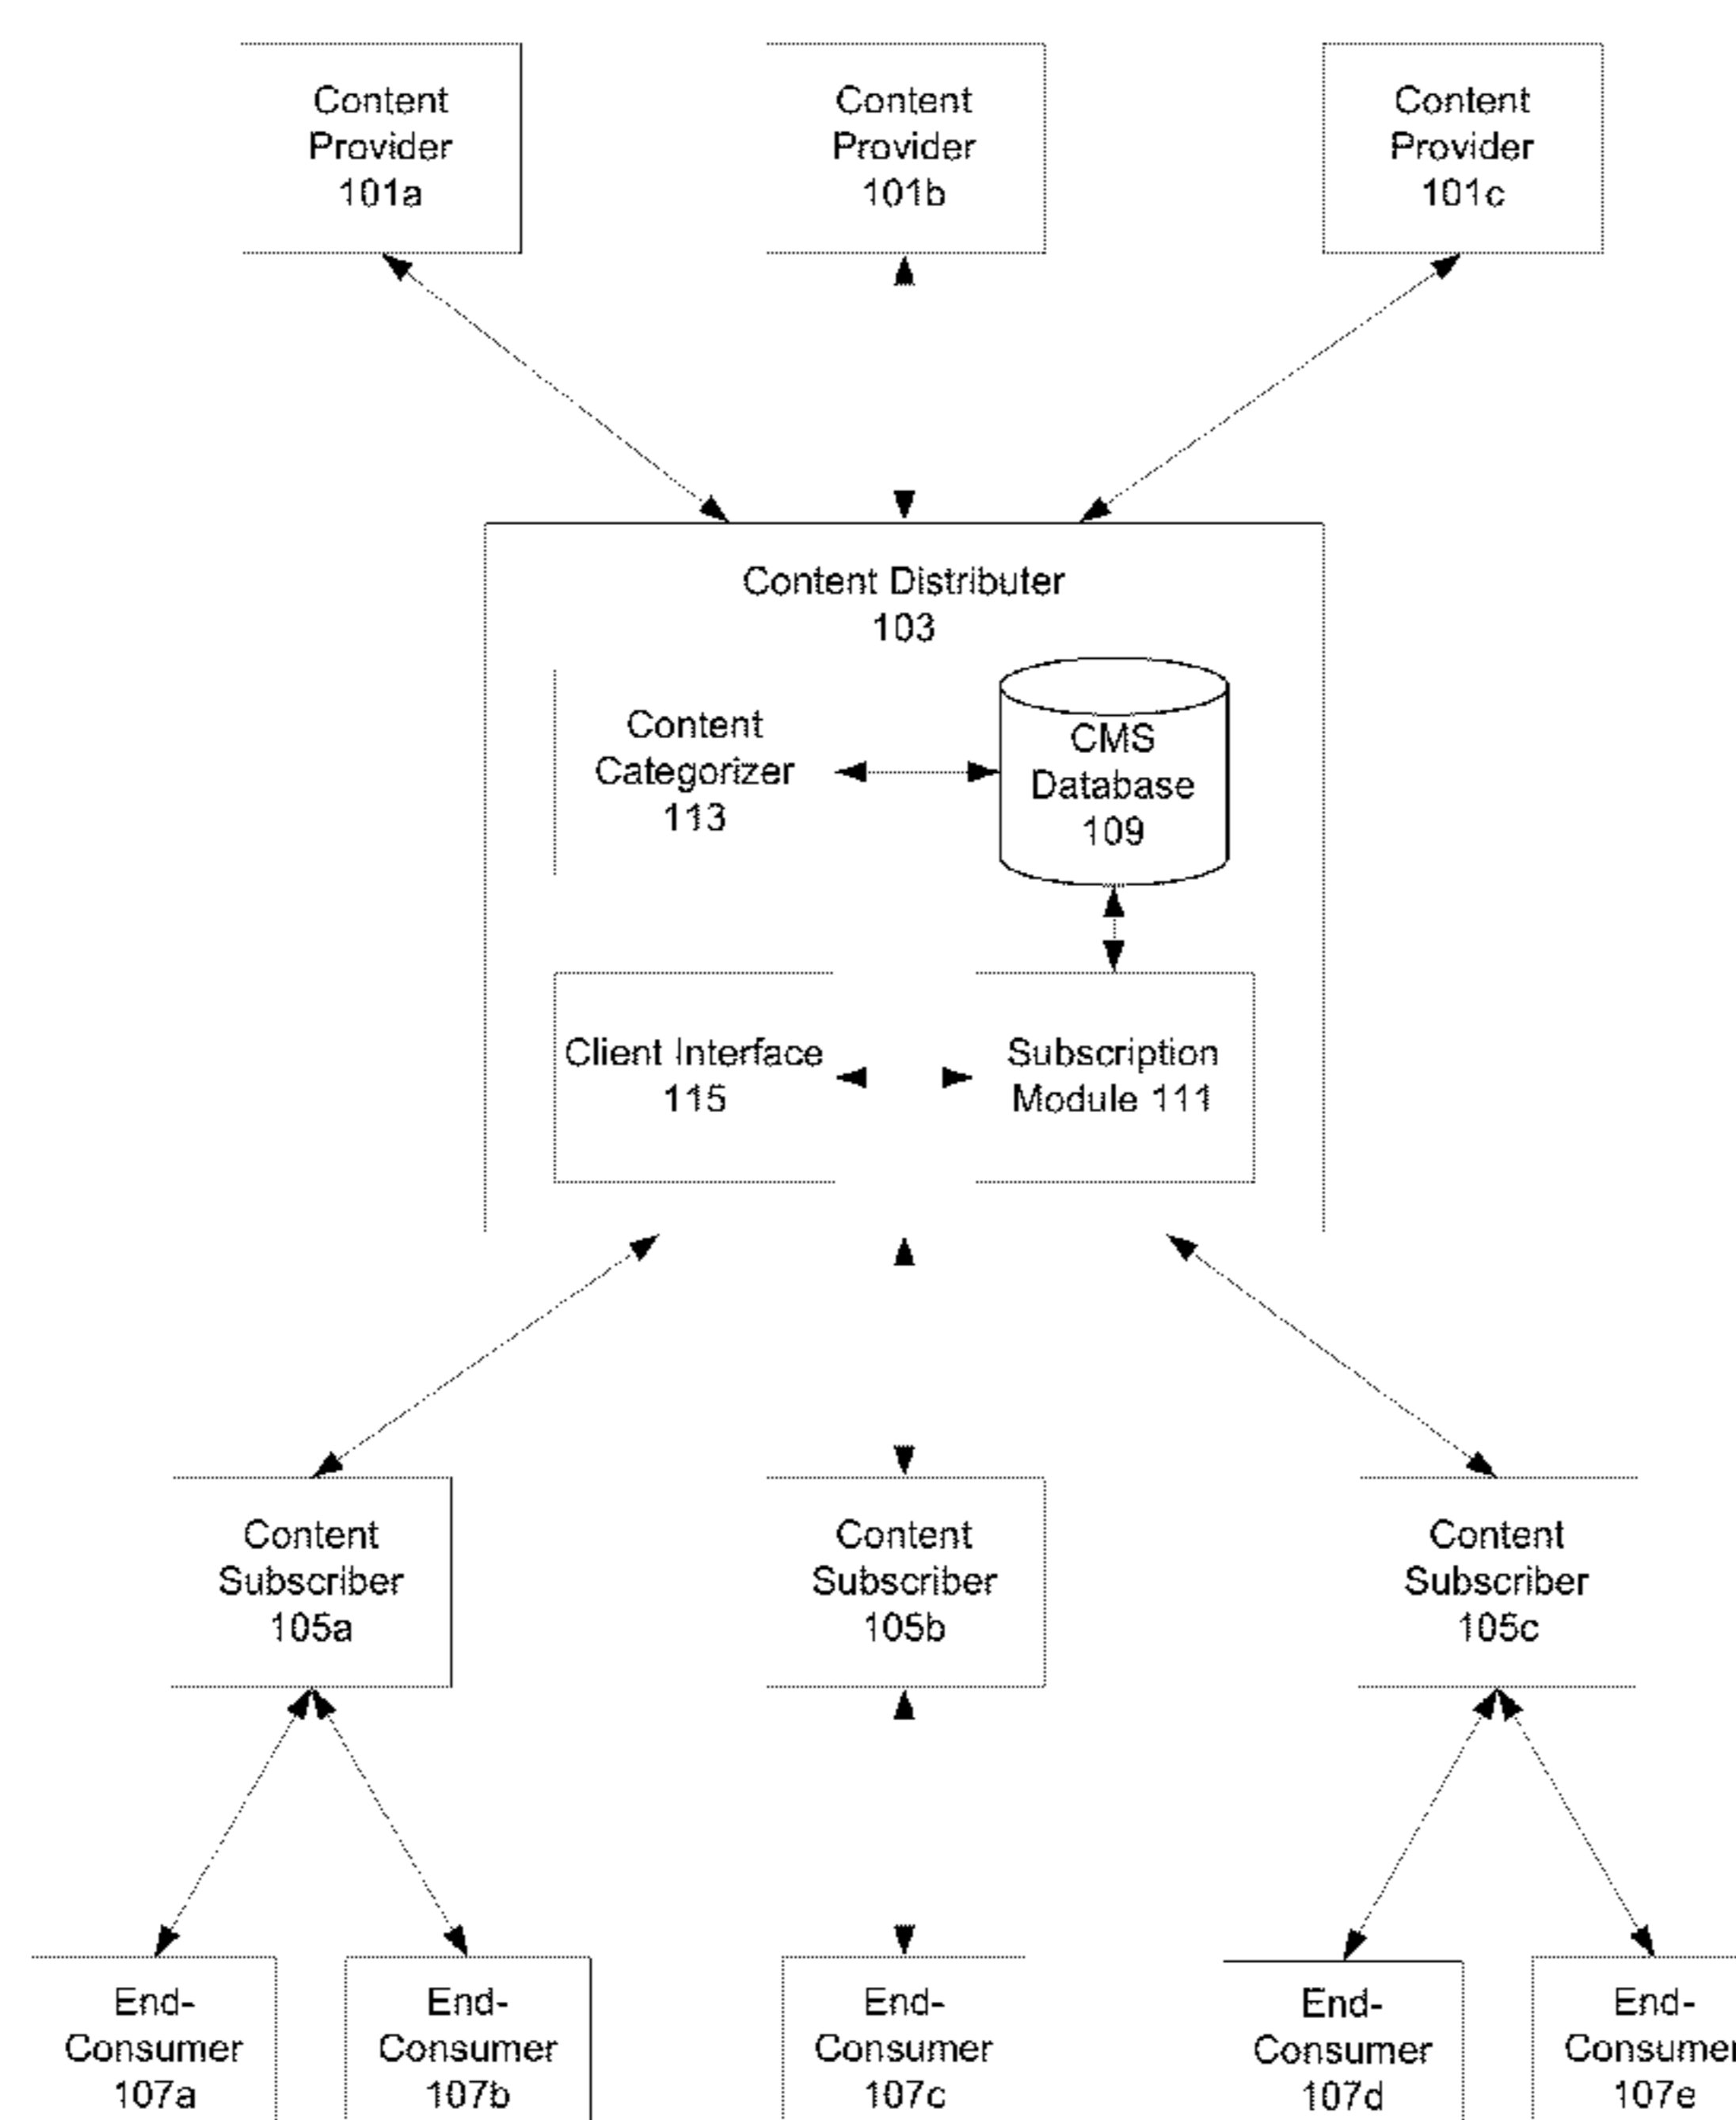 Content
Provider
101a
Content
Provider
101b
Content
Provider
101c
Content Distributer
103
Content
Categorizer
113
CMS
Database
109
Client Interface
115
Subscription
Module 111
Content
Subscriber
105a
Content
Subscriber
105b
Content
Subscriber
105c
End-
Consumer
107a
End-
Consumer
107b
End-
Consumer
107c
End-
Consumer
107d
End-
Consumer
107e